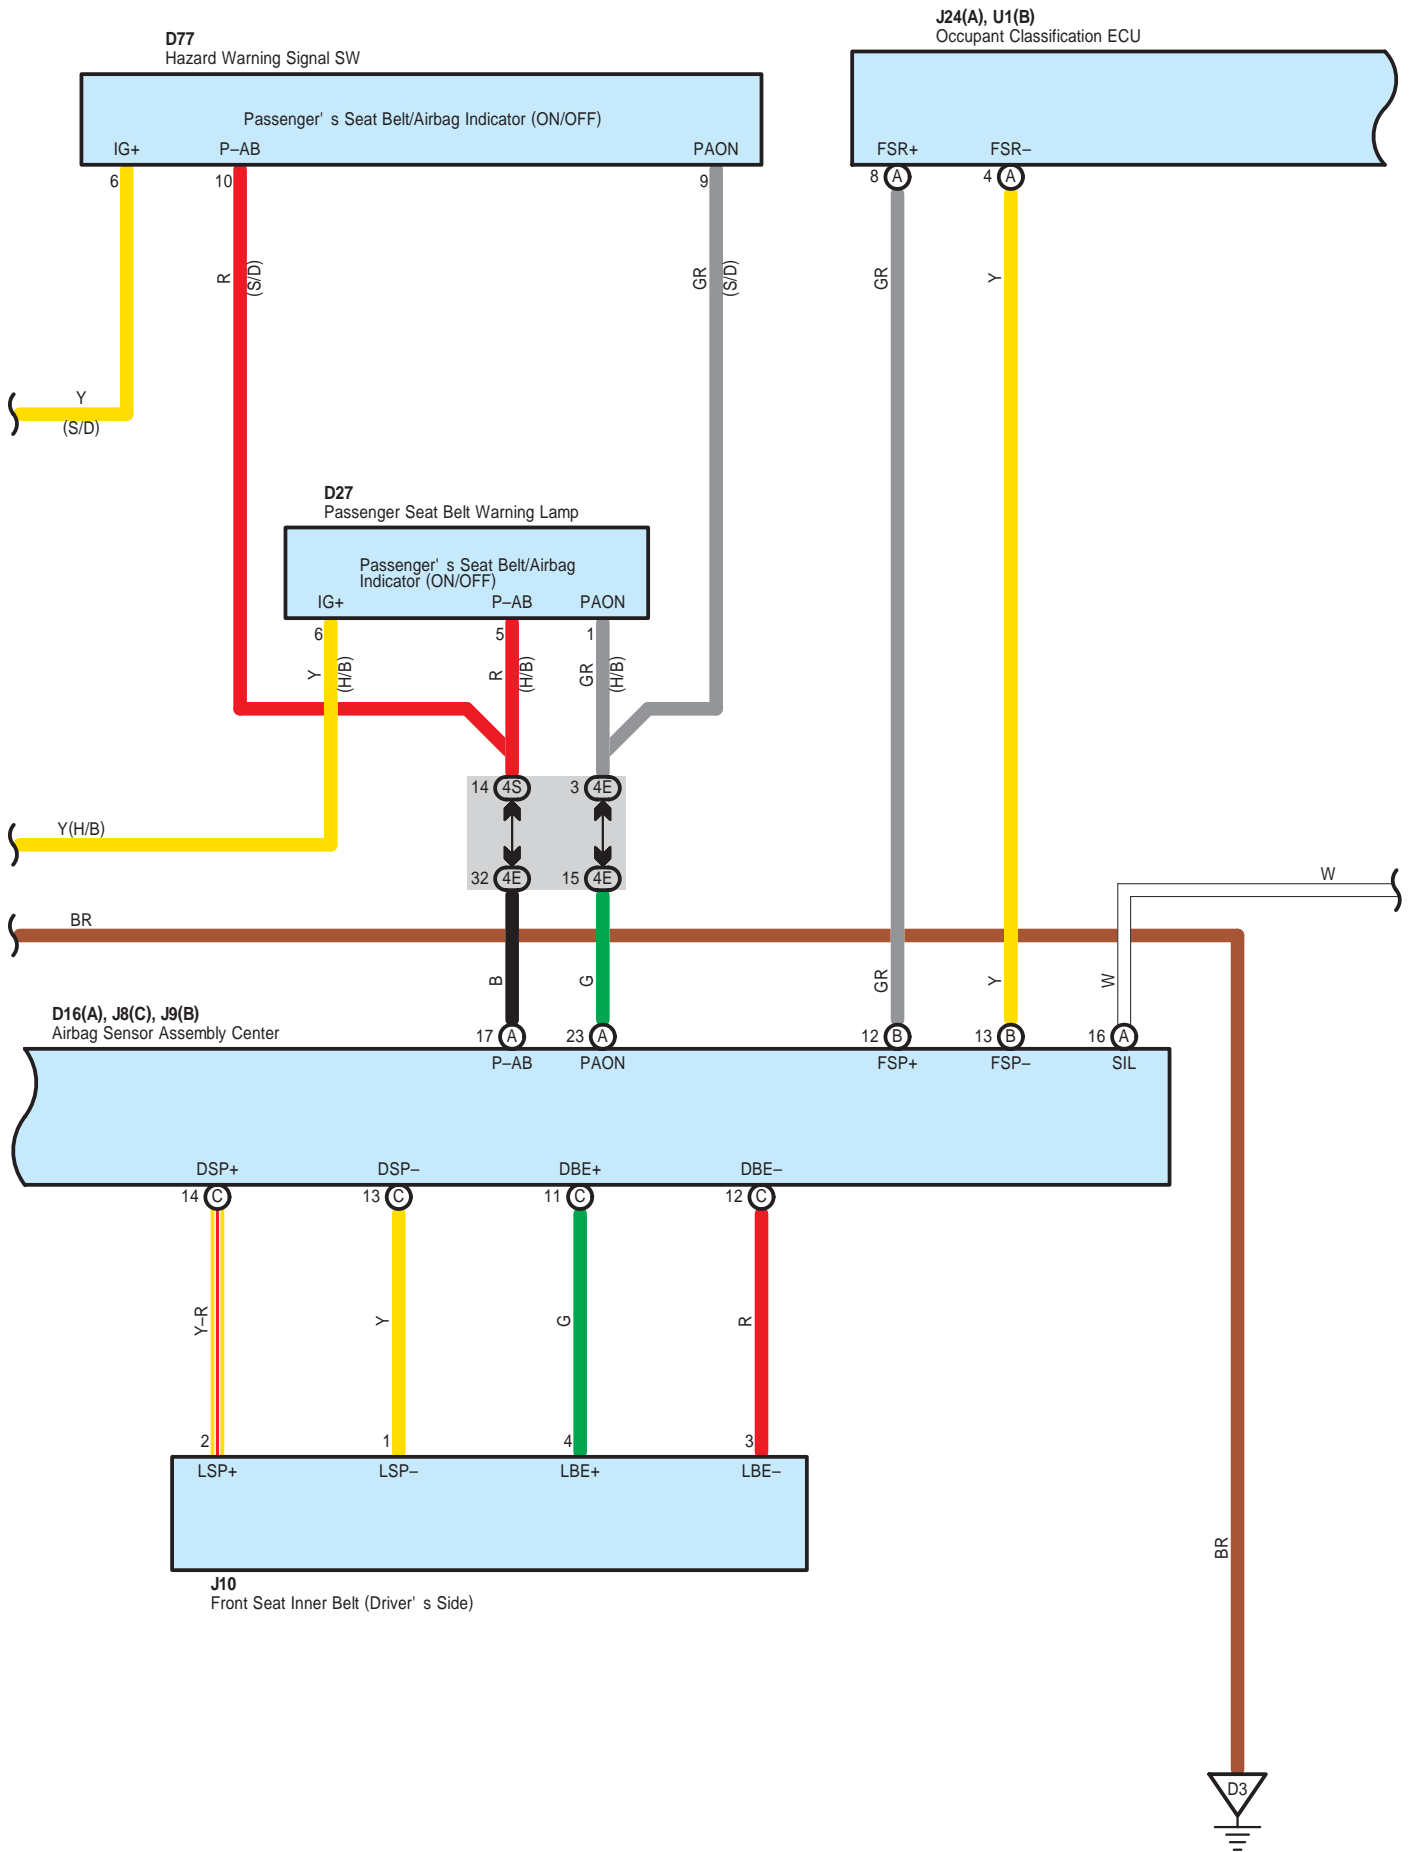 J24(A), U1(B)
Occupant Classification ECU
D77
Hazard Warning Signal SW
Passenger' s Seat Belt/Airbag Indicator (ON/OFF)
IG+ P–AB PAON
FSR+ FSR–
6 10 9
8 A 4 A
R
(S/D)
GR
(S/D)
GR
Y
Y
(S/D)
D27
Passenger Seat Belt Warning Lamp
Passenger' s Seat Belt/Airbag
Indicator (ON/OFF)
IG+ P–AB PAON
6 5 1
Y
(H/B)
R
(H/B)
GR
(H/B)
14 4S 3 4E
Y(H/B)
32 4E 15 4E
W
BR
B
G
GR
Y
W
D16(A), J8(C), J9(B)
Airbag Sensor Assembly Center
17 A 23 A 12 B 13 B 16 A
P–AB PAON FSP+ FSP– SIL
DSP+ DSP– DBE+ DBE–
14 C 13 C 11 C 12 C
Y–R
Y
G
R
2 1 4 3
LSP+ LSP– LBE+ LBE–
J10
Front Seat Inner Belt (Driver' s Side)
BR
D3